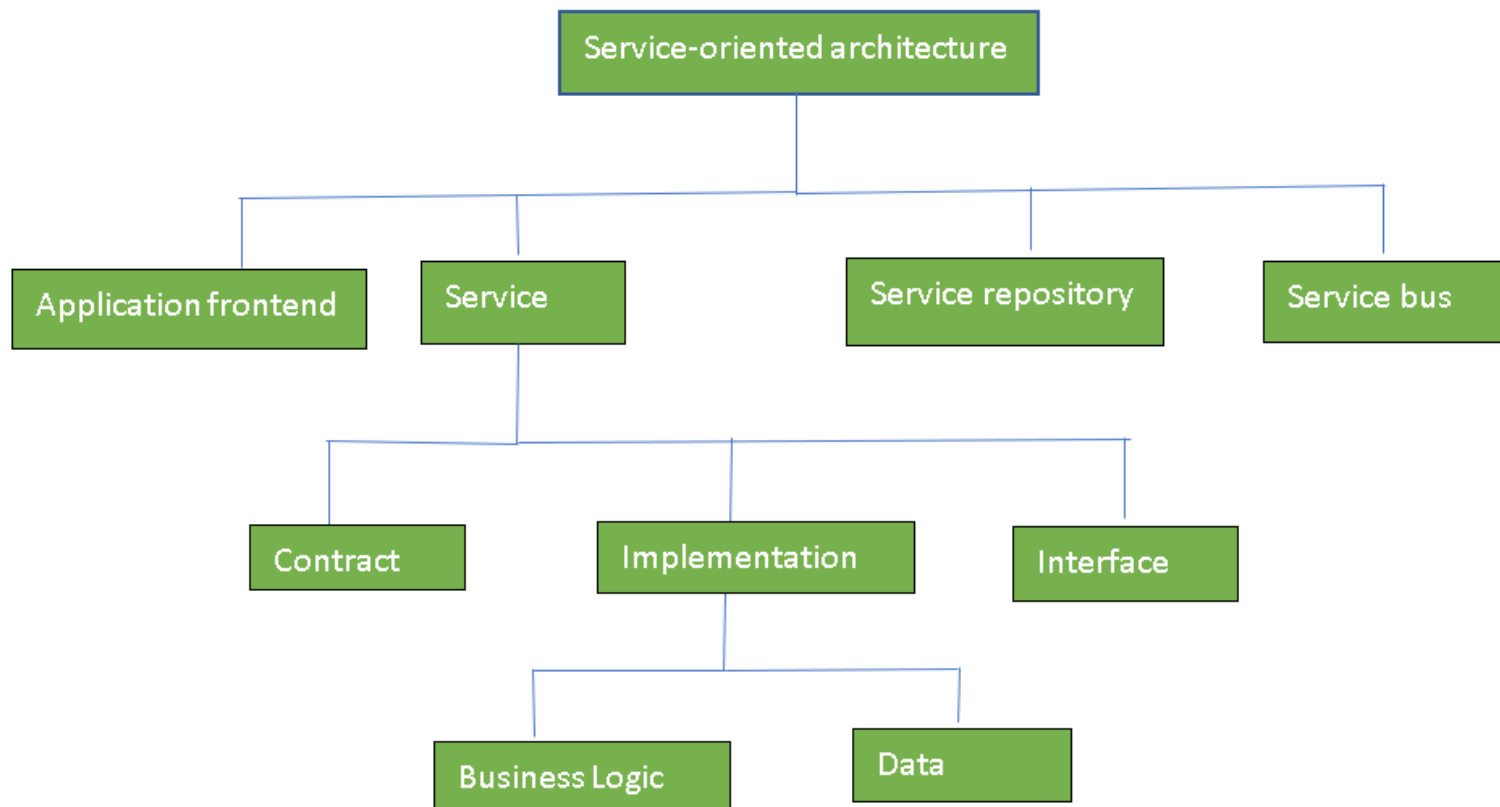 Service-oriented architecture
Application frontend
Service
Service repository
Service bus
Contract
Implementation
Interface
Business Logic
Data